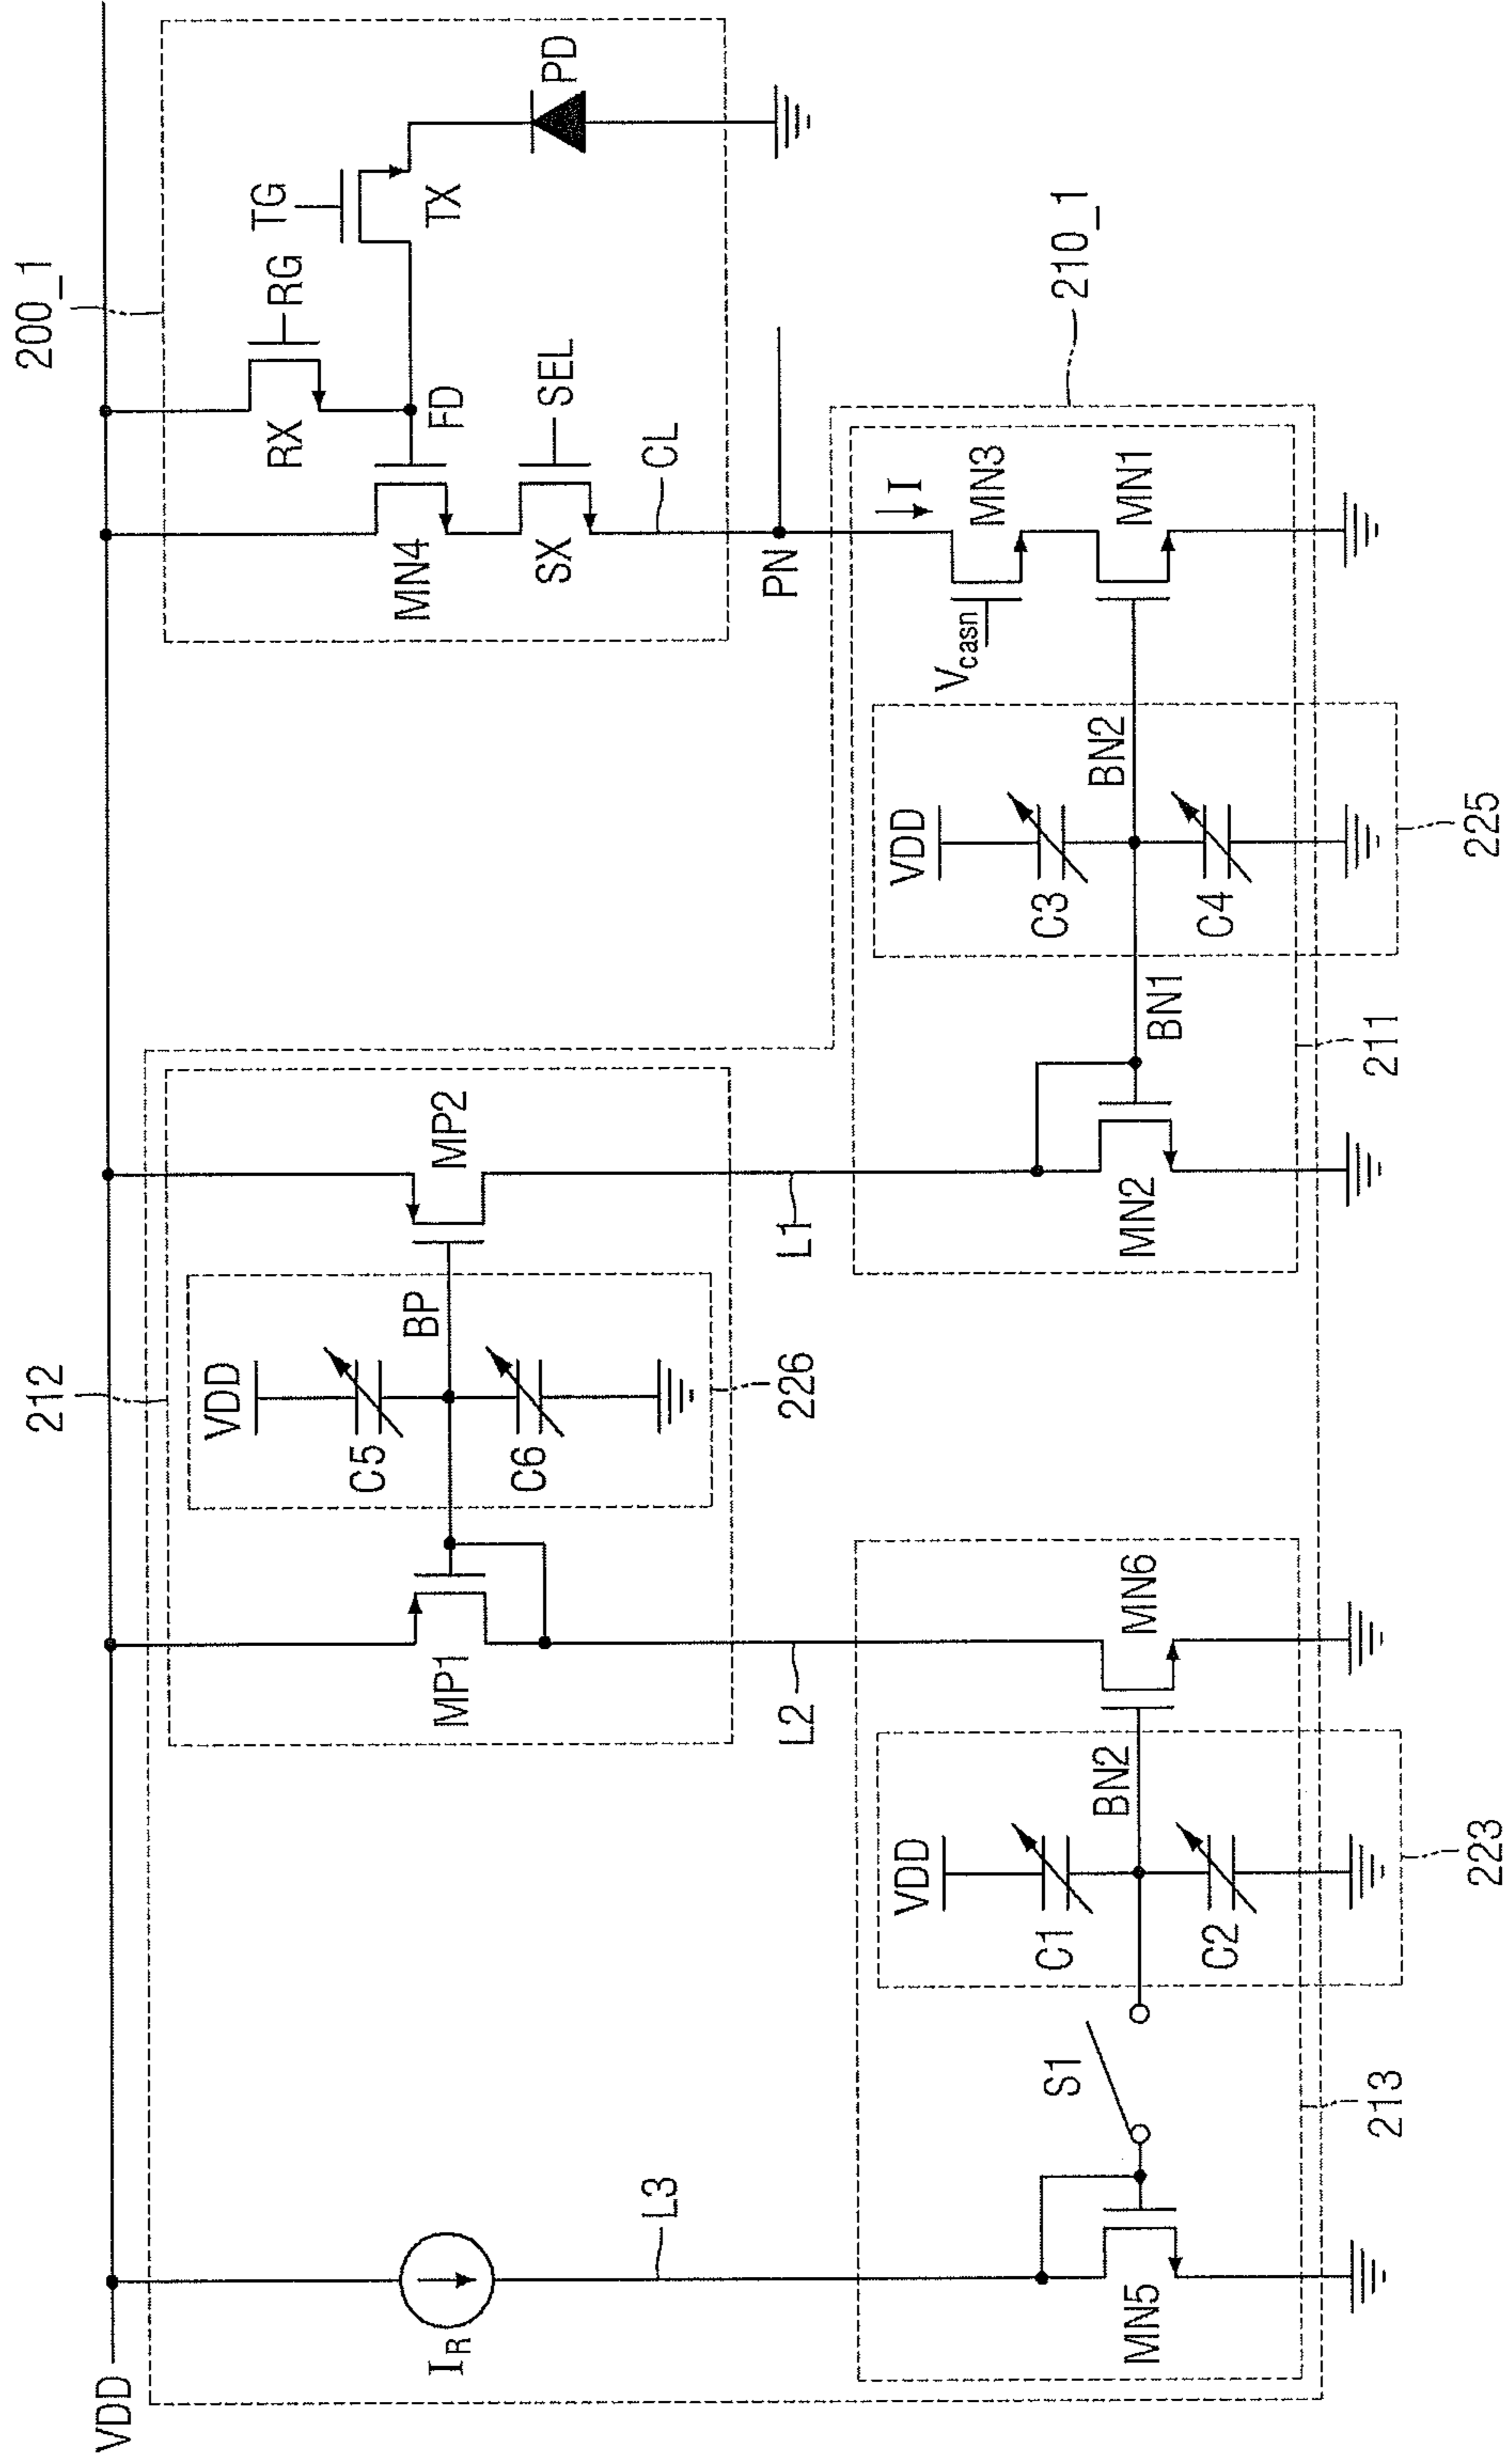 200_1
VDD
RX
RG
TG
TX
PD
FD
MN4
SX
SEL
CL
PN
212
MP1
VDD
C5
C6
BP
MP2
226
IR
L3
L2
L1
210_1
I
Vcasn
MN3
MN1
VDD
C3
C4
BN2
BN1
MN2
211
225
MN5
S1
VDD
C1
C2
BN2
MN6
213
223